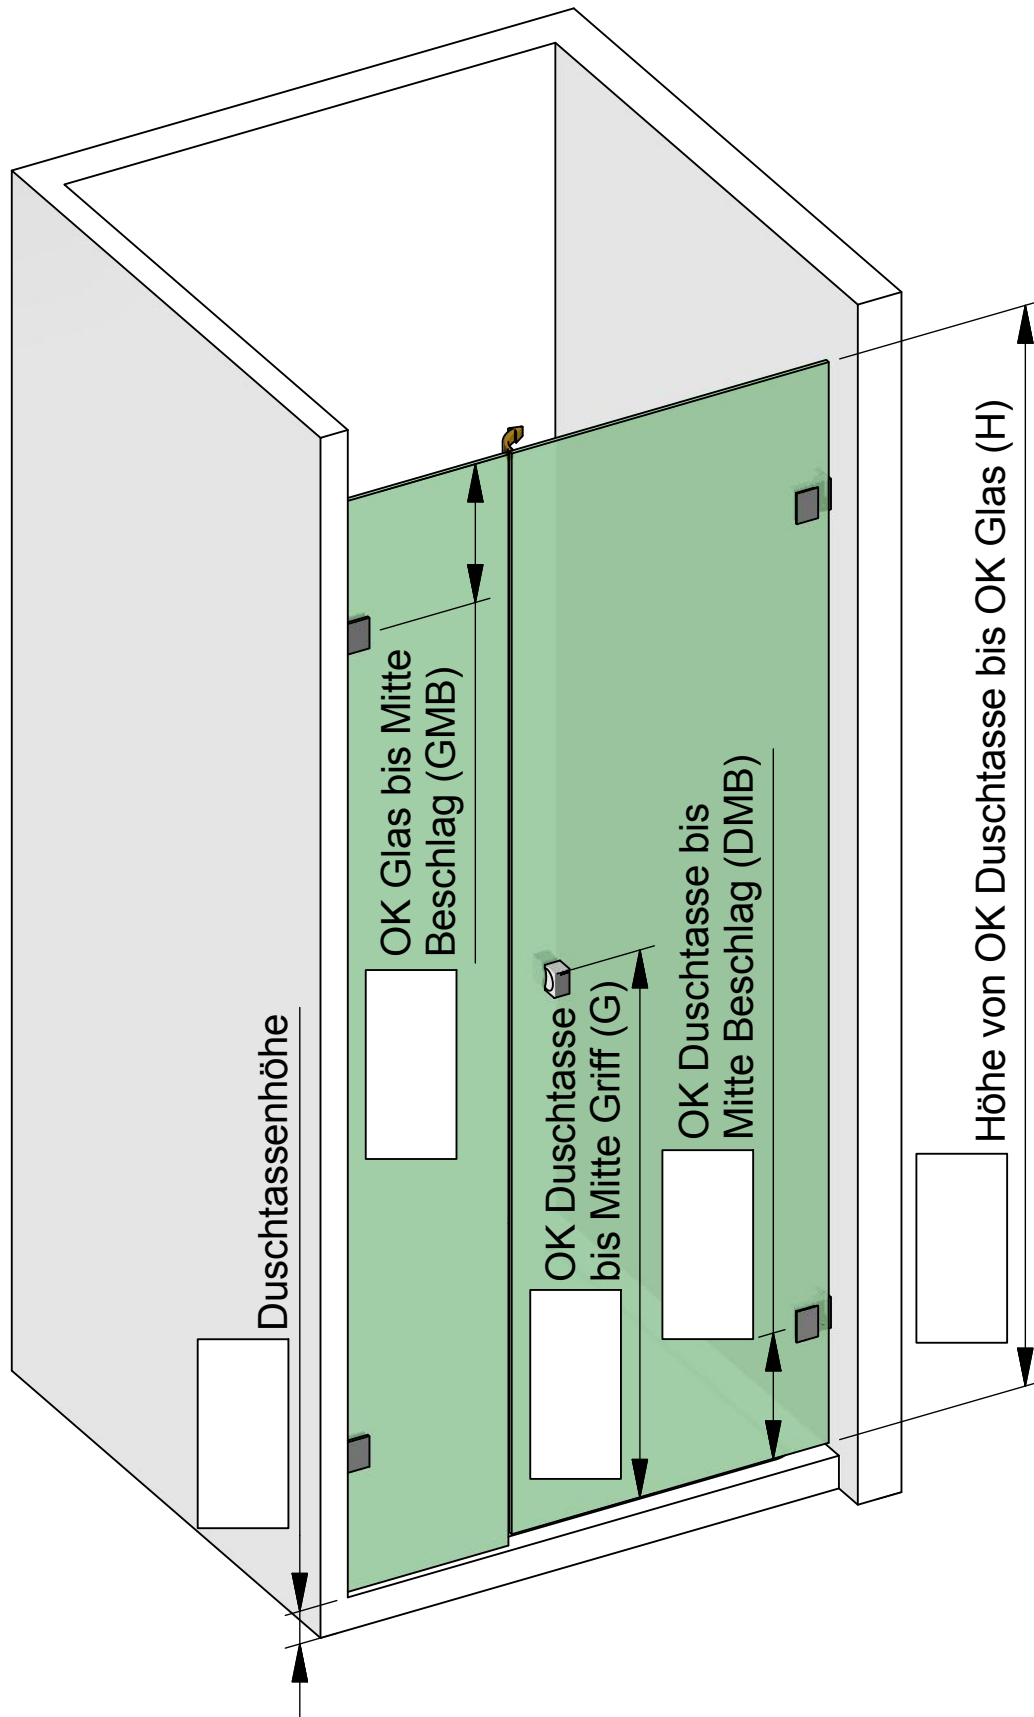 Duschtassenhöhe
OK Glas bis Mitte
Beschlag (GMB)
OK Duschtasse
bis Mitte Griff (G)
OK Duschtasse bis
Mitte Beschlag (DMB)
Höhe von OK Duschtasse bis OK Glas (H)